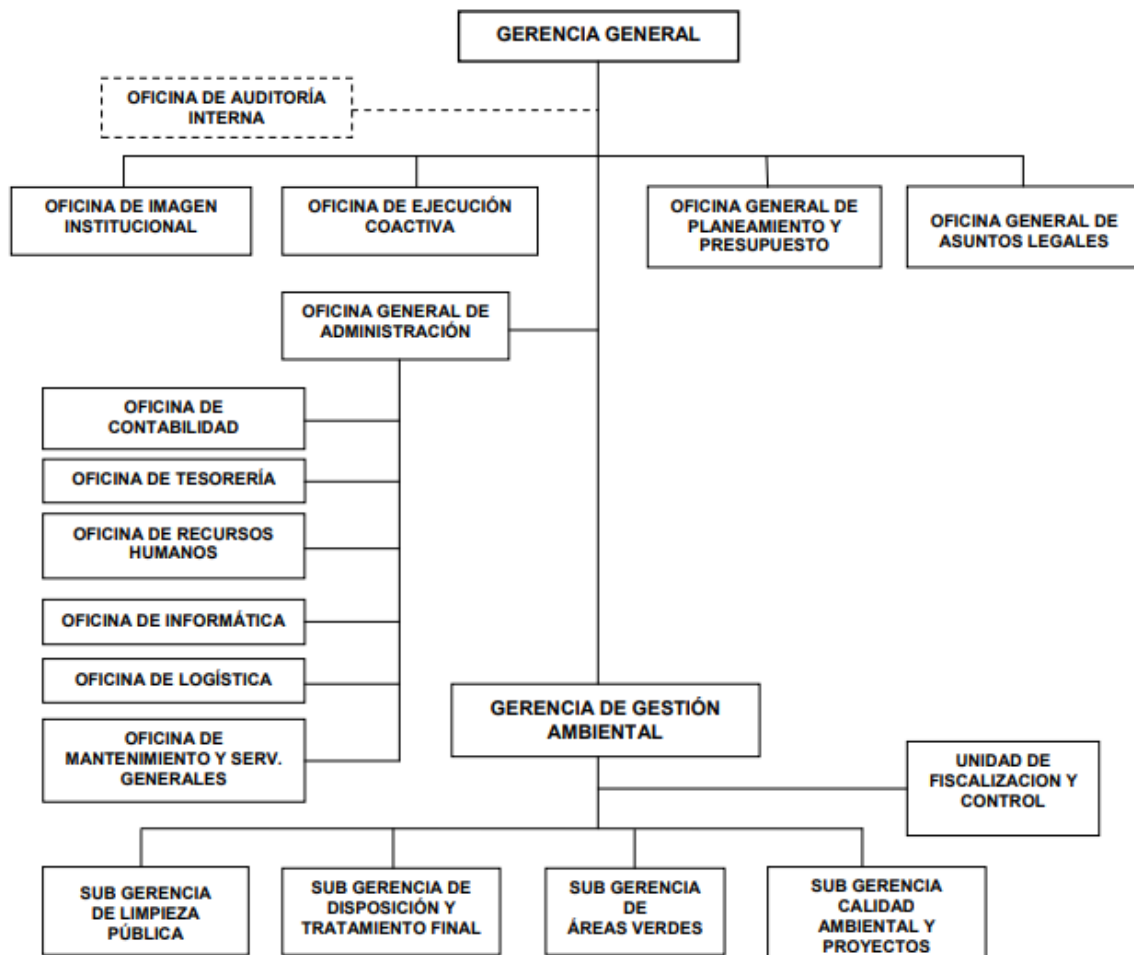 GERENCIA GENERAL
OFICINA DE AUDITORÍA
INTERNA
OFICINA DE IMAGEN
INSTITUCIONAL
OFICINA DE EJECUCIÓN
COACTIVA
OFICINA GENERAL DE
PLANEAMIENTO Y
PRESUPUESTO
OFICINA GENERAL DE
ASUNTOS LEGALES
OFICINA GENERAL DE
ADMINISTRACIÓN
OFICINA DE
CONTABILIDAD
OFICINA DE TESORERÍA
OFICINA DE RECURSOS
HUMANOS
OFICINA DE INFORMÁTICA
OFICINA DE LOGÍSTICA
OFICINA DE
MANTENIMIENTO Y SERV.
GENERALES
GERENCIA DE GESTIÓN
AMBIENTAL
UNIDAD DE
FISCALIZACION Y
CONTROL
SUB GERENCIA
DE LIMPIEZA
PÚBLICA
SUB GERENCIA DE
DISPOSICIÓN Y
TRATAMIENTO FINAL
SUB GERENCIA
DE
ÁREAS VERDES
SUB GERENCIA
CALIDAD
AMBIENTAL Y
PROYECTOS